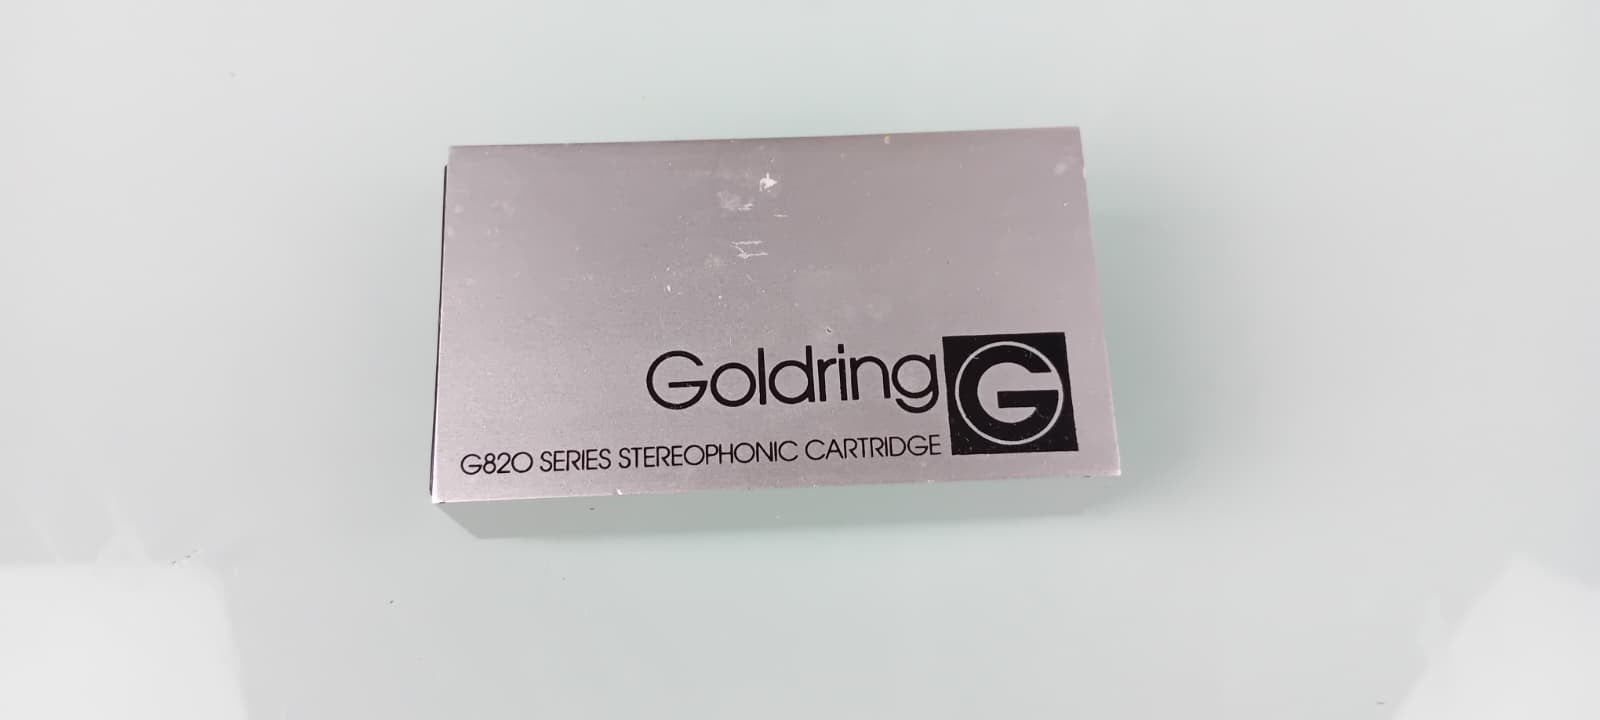 Goldring G
G820 SERIES STEREOPHONIC CARTRIDGE